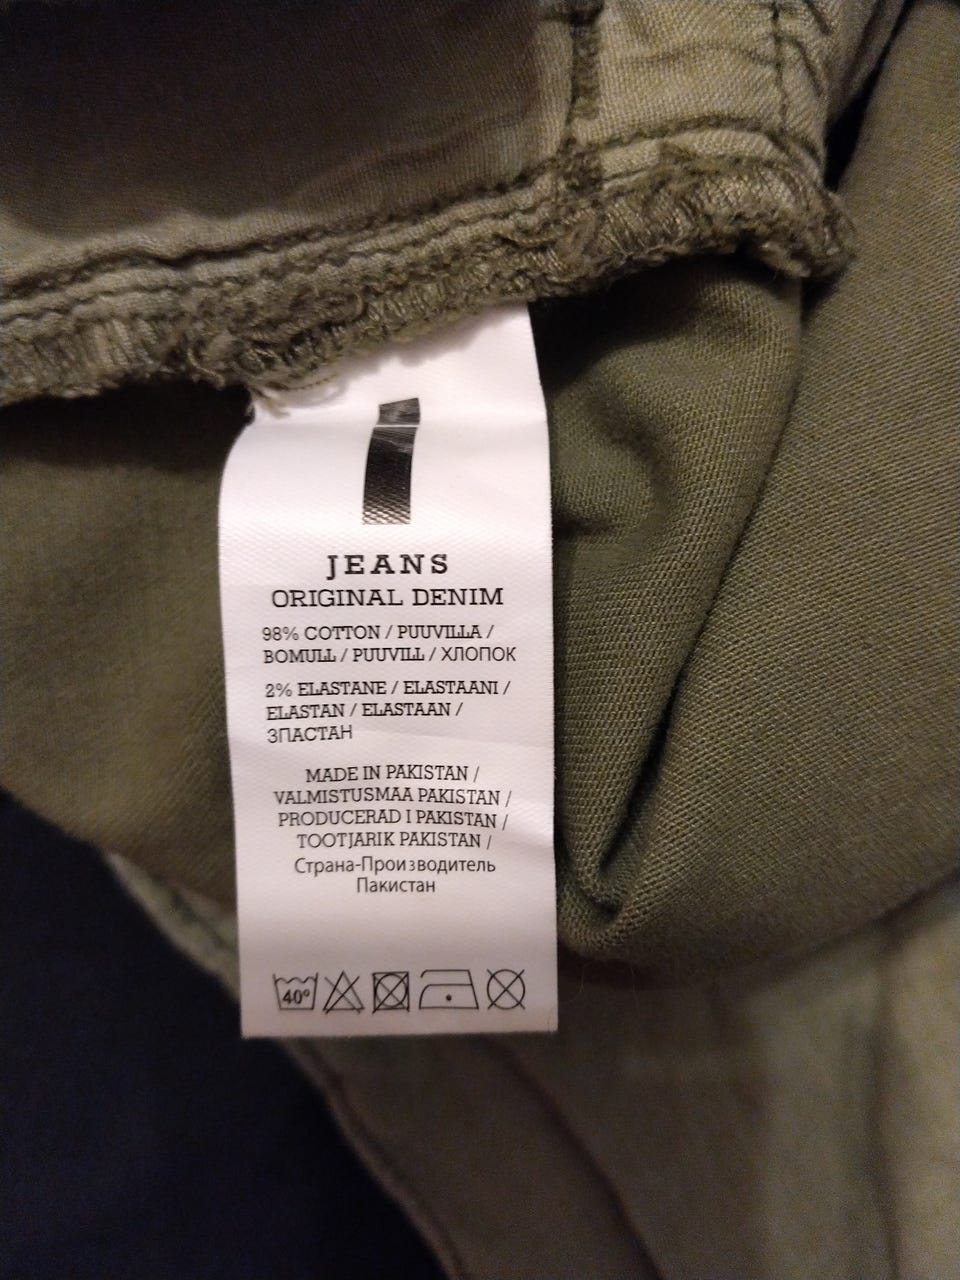 JEANS
ORIGINAL DENIM
98% COTTON / PUUVILLA /
BOMULL / PUUVILL / ХЛОПОК
2% ELASTANE / ELASTAANI /
ELASTAN / ELASTAAN /
ЗПАСТАН
MADE IN PAKISTAN /
VALMISTUSMAA PAKISTAN /
PRODUCERAD I PAKISTAN /
TOOTJARIK PAKISTAN /
Страна-Производитель
Пакистан
40°